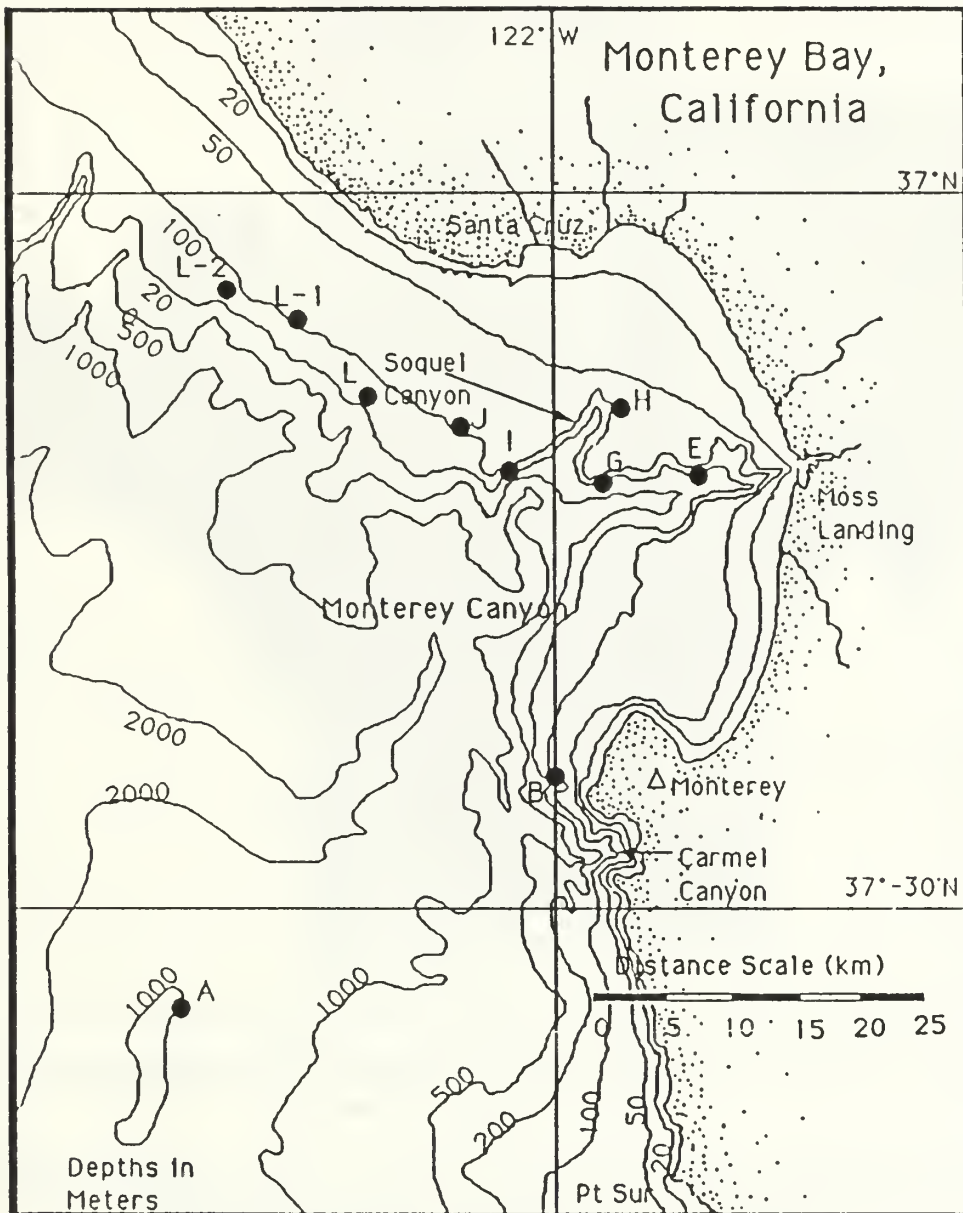 122° W
Monterey Bay,
California
20
50
37°N
Santa Cruz
100
L-2
L-1
20
0
500
1000
Soquel
Canyon
L
J
H
I
G
E
Moss
Landing
Monterey Canyon
2000
2000
B
Δ Monterey
Carmel
Canyon
37°-30'N
Distance Scale (km)
0 5 10 15 20 25
1000
A
1000
500
200
100
50
20
Depths in
Meters
Pt Sur